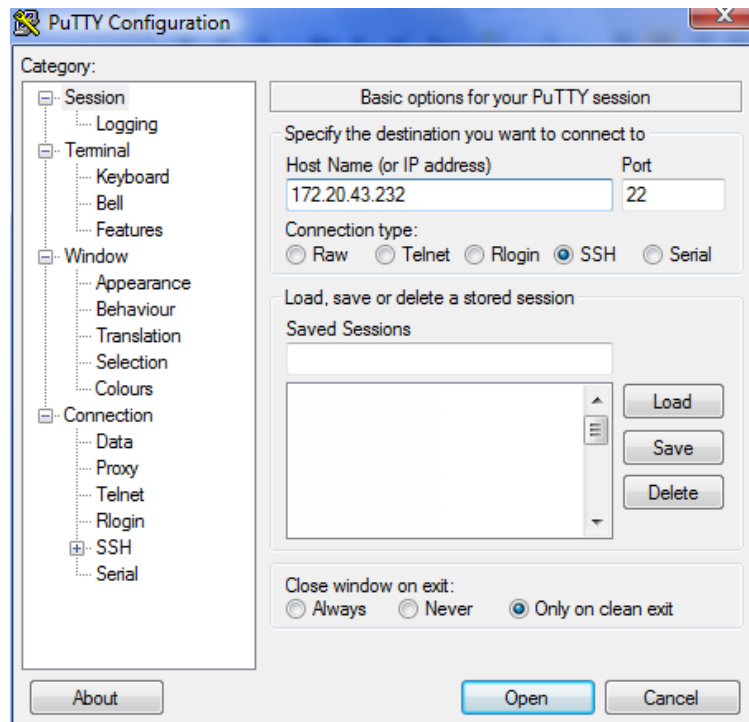 PuTTY Configuration
Category:
Session
Logging
Terminal
Keyboard
Bell
Features
Window
Appearance
Behaviour
Translation
Selection
Colours
Connection
Data
Proxy
Telnet
Rlogin
SSH
Serial
Basic options for your PuTTY session
Specify the destination you want to connect to
Host Name (or IP address) Port
172.20.43.232 22
Connection type:
Raw Telnet Rlogin SSH Serial
Load, save or delete a stored session
Saved Sessions
Load
Save
Delete
Close window on exit:
Always Never Only on clean exit
About Open Cancel